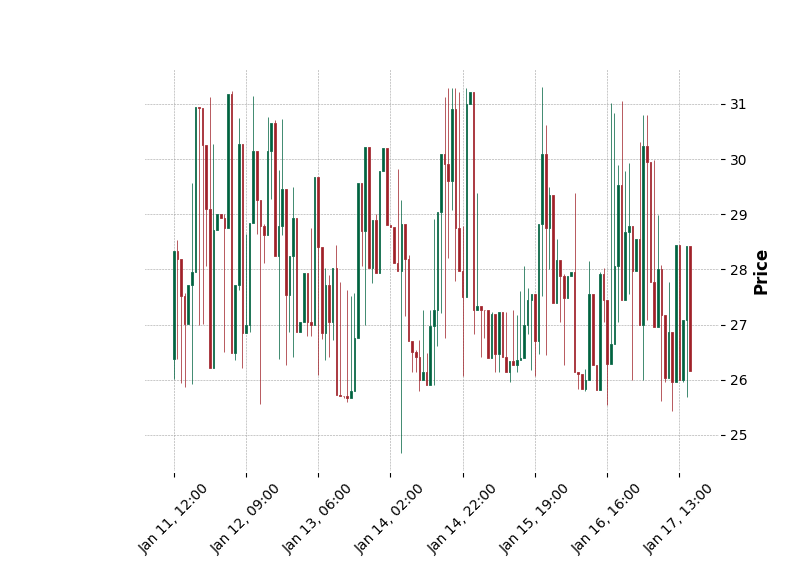 31
30
29
28
27
26
25
Price
Jan 11, 12:00
Jan 12, 09:00
Jan 13, 06:00
Jan 14, 02:00
Jan 14, 22:00
Jan 15, 19:00
Jan 16, 16:00
Jan 17, 13:00